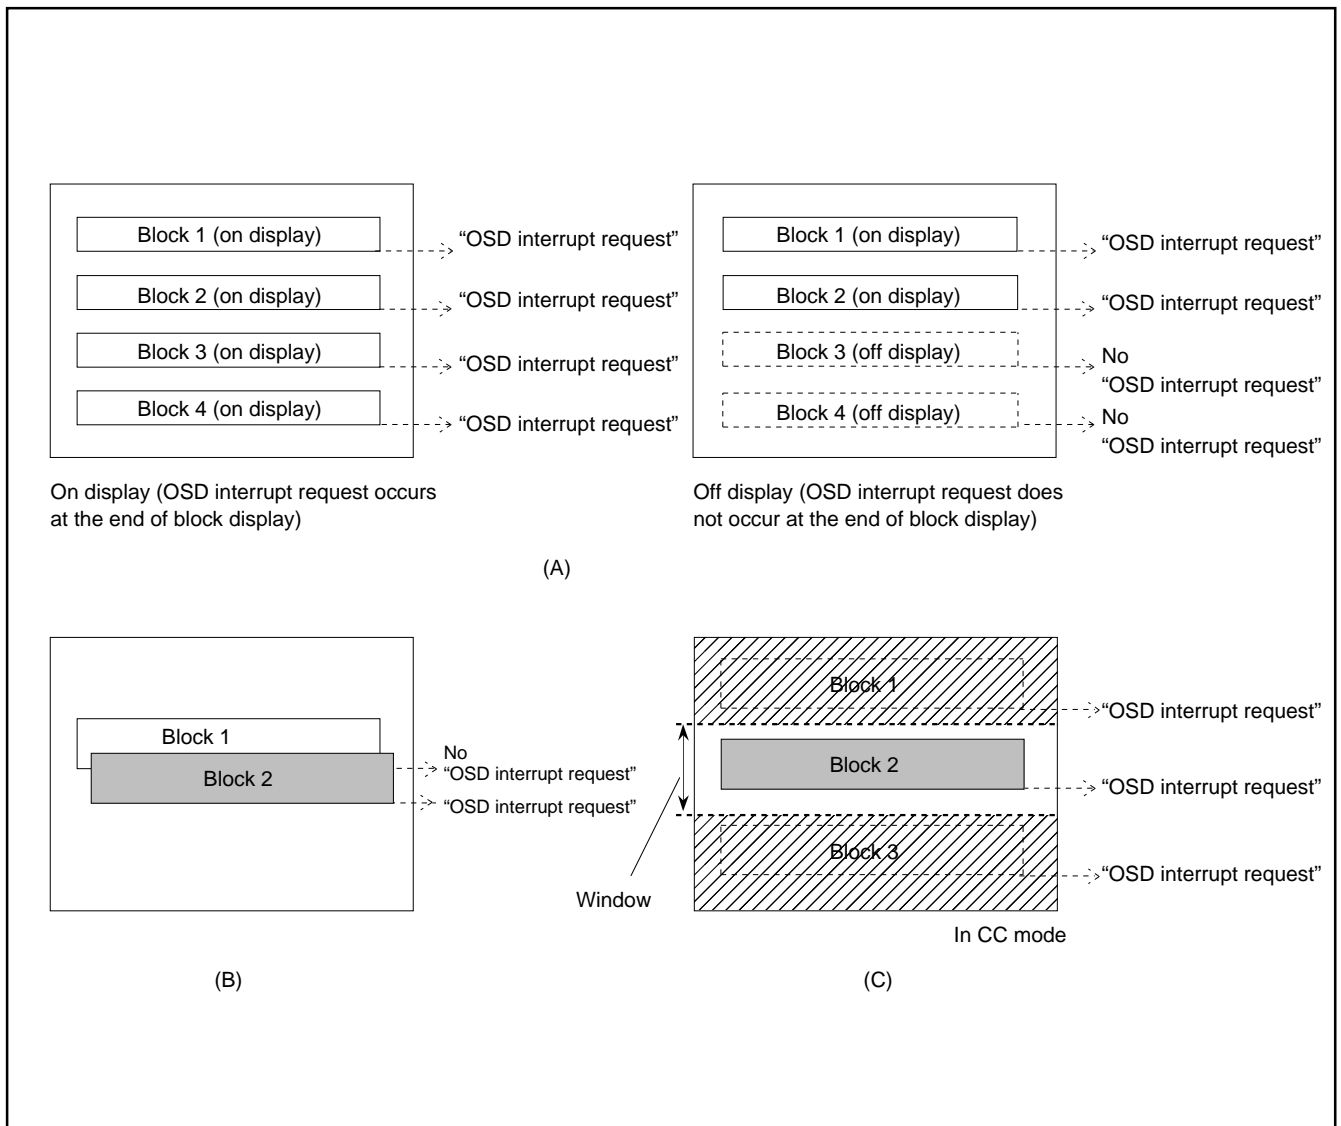 Block 1 (on display)
“OSD interrupt request”
Block 2 (on display)
“OSD interrupt request”
Block 3 (on display)
“OSD interrupt request”
Block 4 (on display)
“OSD interrupt request”
On display (OSD interrupt request occurs
at the end of block display)
Block 1 (on display)
“OSD interrupt request”
Block 2 (on display)
“OSD interrupt request”
Block 3 (off display)
No
“OSD interrupt request”
Block 4 (off display)
No
“OSD interrupt request”
Off display (OSD interrupt request does
not occur at the end of block display)
(A)
Block 1
Block 2
No
“OSD interrupt request”
“OSD interrupt request”
(B)
Block 1
“OSD interrupt request”
Block 2
“OSD interrupt request”
Block 3
“OSD interrupt request”
Window
In CC mode
(C)